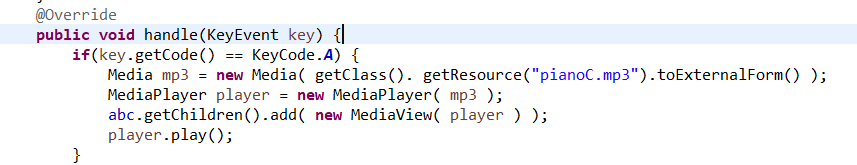 @Override
public void handle(KeyEvent key) {
if(key.getCode() == KeyCode.A) {
Media mp3 = new Media( getClass(). getResource("pianoC.mp3").toExternalForm() );
MediaPlayer player = new MediaPlayer( mp3 );
abc.getChildren().add( new MediaView( player ) );
player.play();
}